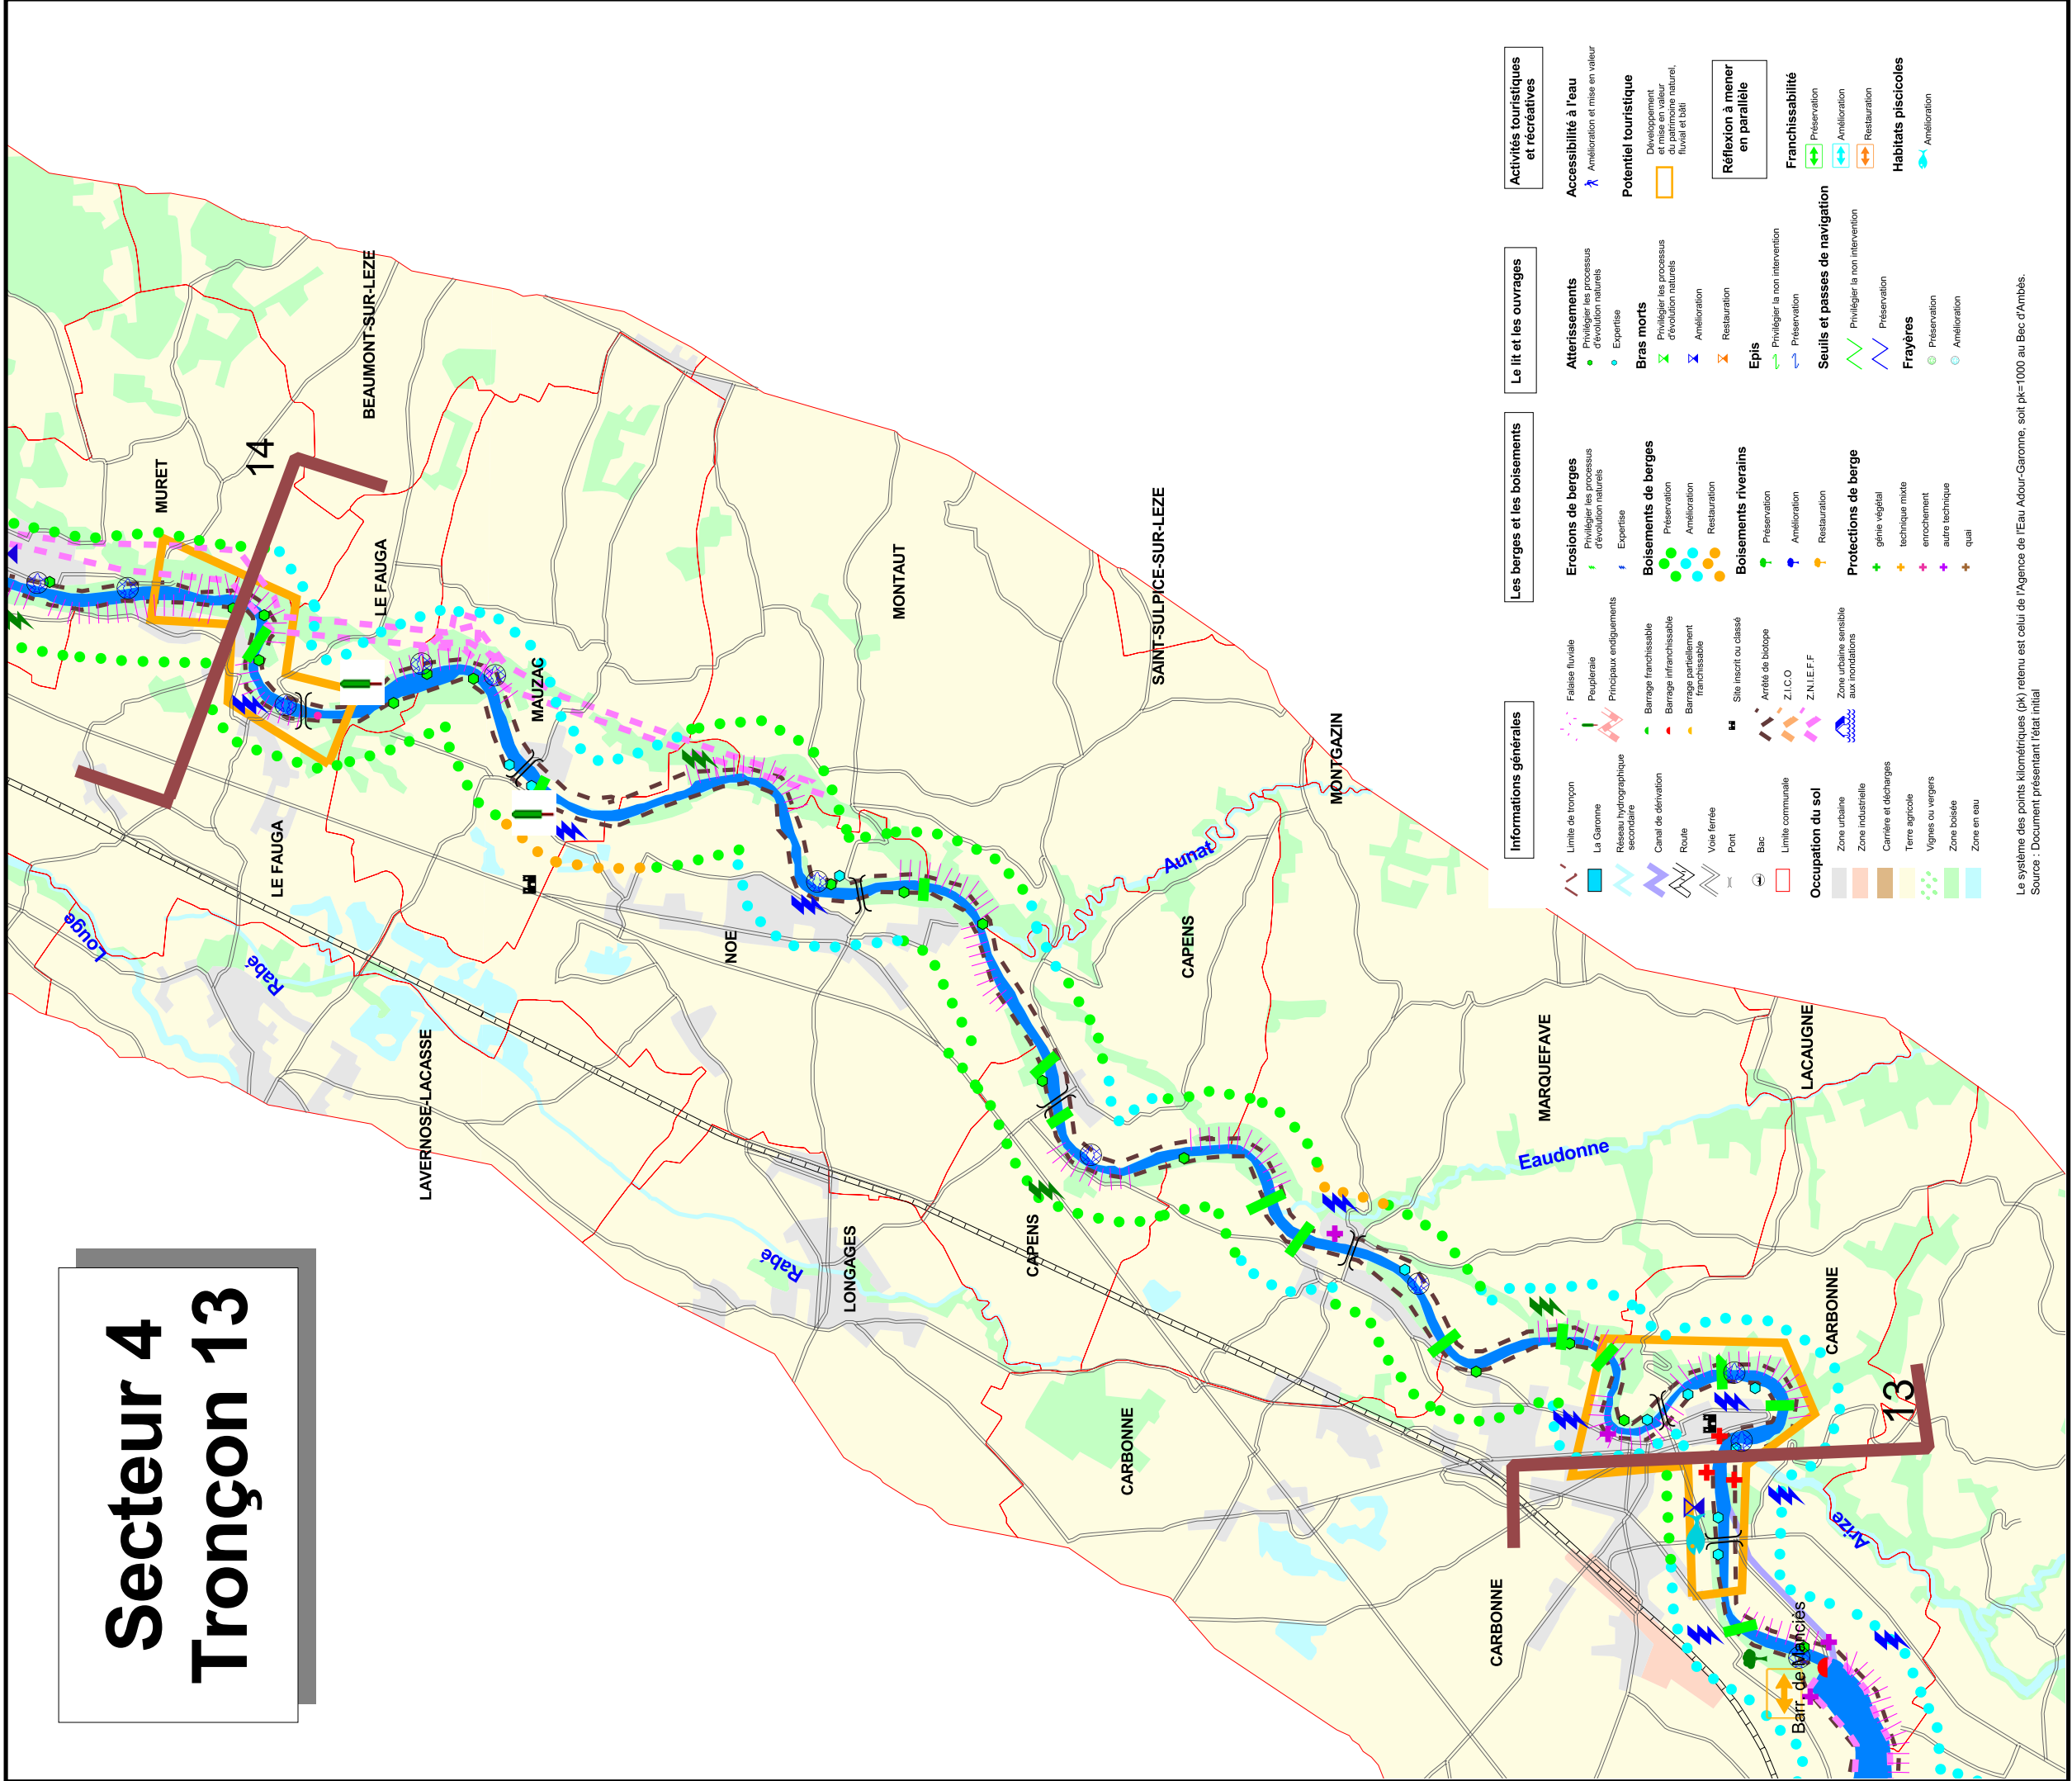 Secteur 4
Tronçon 13
14
MURET
BEAUMONT-SUR-LEZE
LE FAUGA
LE FAUGA
MAUZAC
MONTAUT
SAINT-SULPICE-SUR-LEZE
Louge
Rabé
LAVERNOSE-LACASSE
NOE
Aunat
MONTGAZIN
CAPENS
MARQUEFAVE
LACAUGNE
Eaudonne
Rabé
LONGAGES
CAPENS
CARBONNE
CARBONNE
CARBONNE
13
Arize
Barr. de Manciès
Informations générales
Limite de tronçon
La Garonne
Réseau hydrographique
secondaire
Canal de dérivation
Route
Voie ferrée
Pont
Bac
Limite communale
Occupation du sol
Zone urbaine
Zone industrielle
Carrière et décharges
Terre agricole
Vignes ou vergers
Zone boisée
Zone en eau
Falaise fluviale
Peupleraie
Principaux endiguements
Barrage franchissable
Barrage infranchissable
Barrage partiellement
franchissable
Site inscrit ou classé
Arrêté de biotope
Z.I.C.O
Z.N.I.E.F.F
Zone urbaine sensible
aux inondations
Les berges et les boisements
Erosions de berges
Privilégier les processus
d'évolution naturels
Expertise
Boisements de berges
Préservation
Amélioration
Restauration
Boisements riverains
Préservation
Amélioration
Restauration
Protections de berge
génie végétal
technique mixte
enrochement
autre technique
quai
Le lit et les ouvrages
Atterissements
Privilégier les processus
d'évolution naturels
Expertise
Bras morts
Privilégier les processus
d'évolution naturels
Amélioration
Restauration
Epis
Privilégier la non intervention
Préservation
Seuils et passes de navigation
Privilégier la non intervention
Préservation
Frayères
Préservation
Amélioration
Activités touristiques
et récréatives
Accessibilité à l'eau
Amélioration et mise en valeur
Potentiel touristique
Développement
et mise en valeur
du patrimoine naturel,
fluvial et bâti
Réflexion à mener
en parallèle
Franchissabilité
Préservation
Amélioration
Restauration
Habitats piscicoles
Amélioration
Le système des points kilométriques (pk) retenu est celui de l'Agence de l'Eau Adour-Garonne, soit pk=1000 au Bec d'Ambès.
Source : Document présentant l'état initial